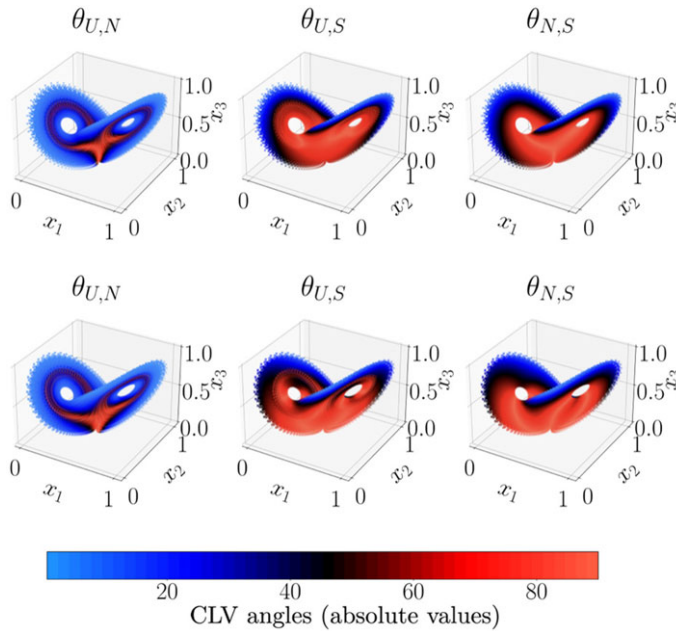 θ_{U,N} θ_{U,S} θ_{N,S}
1.0 1.0 1.0
0.5 x_3 0.5 x_3 0.5 x_3
0.0 0.0 0.0
0 1 0 1 0 1
x_1 x_2 x_1 x_2 x_1 x_2
1 0 1 0 1 0
θ_{U,N} θ_{U,S} θ_{N,S}
1.0 1.0 1.0
0.5 x_3 0.5 x_3 0.5 x_3
0.0 0.0 0.0
0 1 0 1 0 1
x_1 x_2 x_1 x_2 x_1 x_2
1 0 1 0 1 0
20 40 60 80
CLV angles (absolute values)